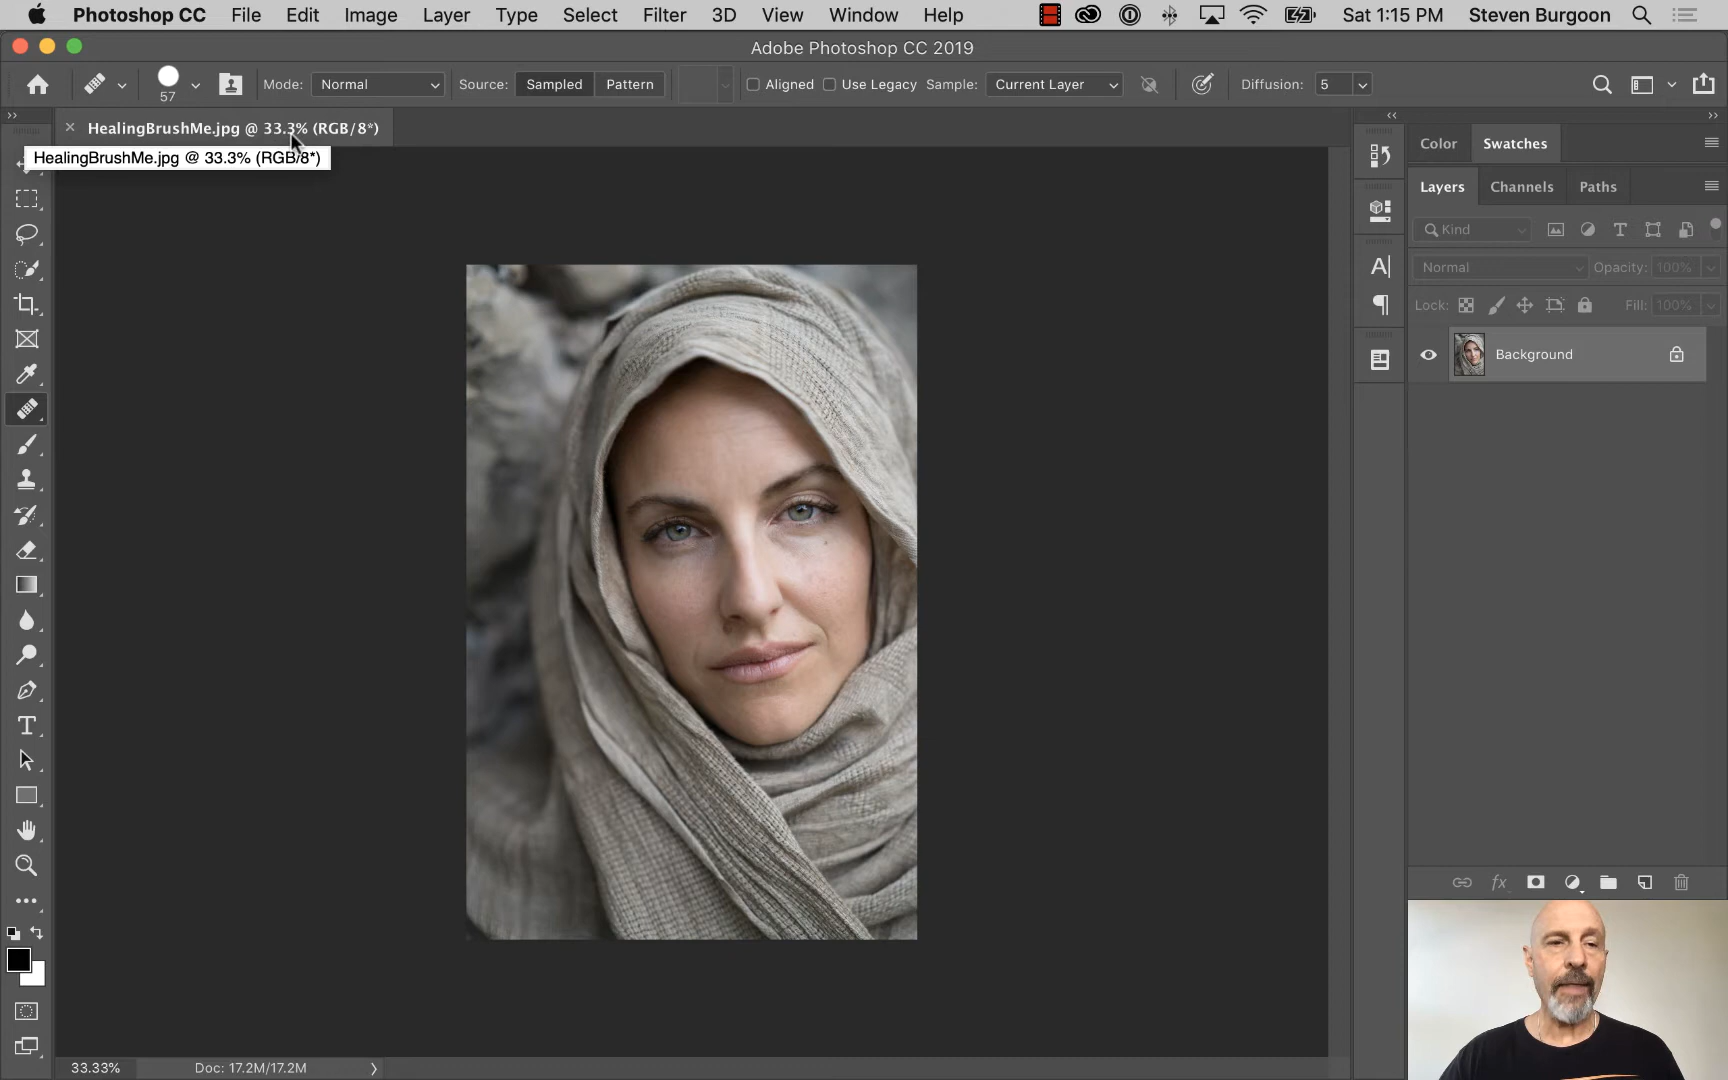 Photoshop CC File Edit Image Layer Type Select Filter 3D View Window Help Sat 1:15 PM Steven Burgoon
Adobe Photoshop CC 2019
57 Mode: Normal Source: Sampled Pattern Aligned Use Legacy Sample: Current Layer Diffusion: 5
HealingBrushMe.jpg @ 33.3% (RGB/8*)
HealingBrushMe.jpg @ 33.3% (RGB/8*)
Color Swatches
Layers Channels Paths
Kind
Normal Opacity: 100%
Lock: Fill: 100%
Background
33.33% Doc: 17.2M/17.2M